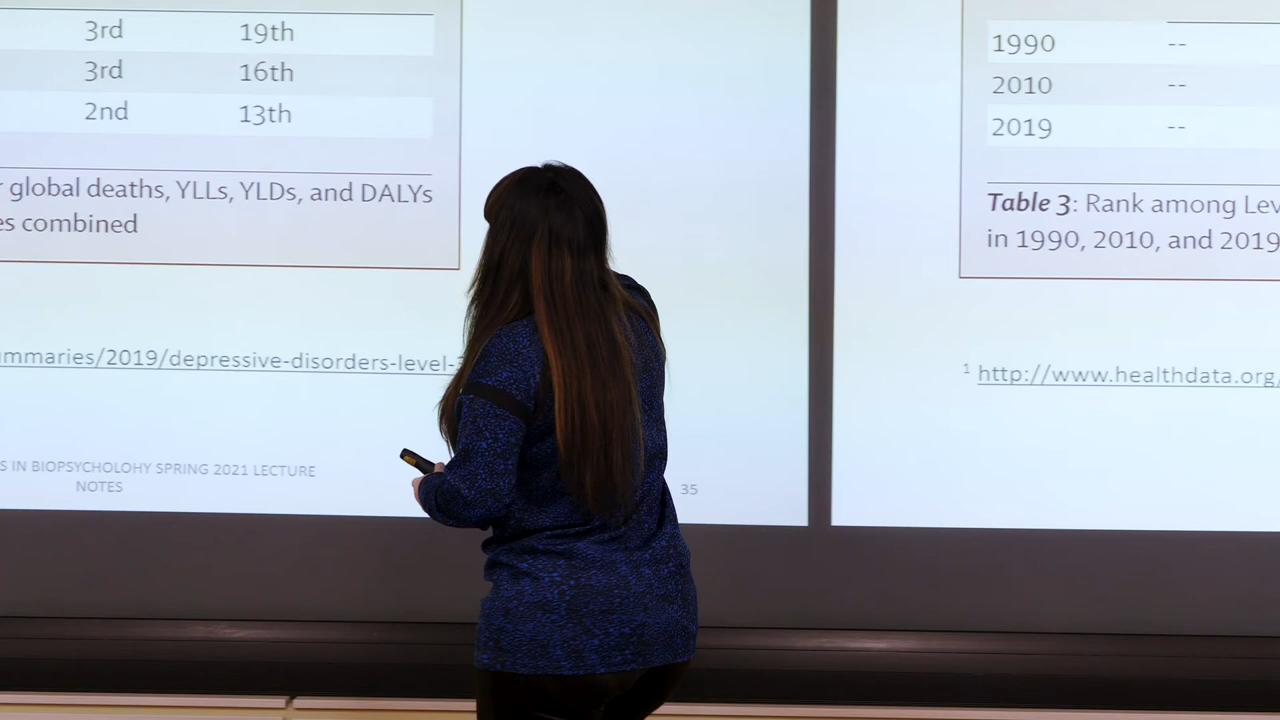 3rd 19th
3rd 16th
2nd 13th
global deaths, YLLs, YLDs, and DALYs
combined
ummaries/2019/depressive-disorders-level-
S IN BIOPSYCHOLOHY SPRING 2021 LECTURE
NOTES
35
1990 --
2010 --
2019 --
Table 3: Rank among Lev
in 1990, 2010, and 2019
1 http://www.healthdata.org/